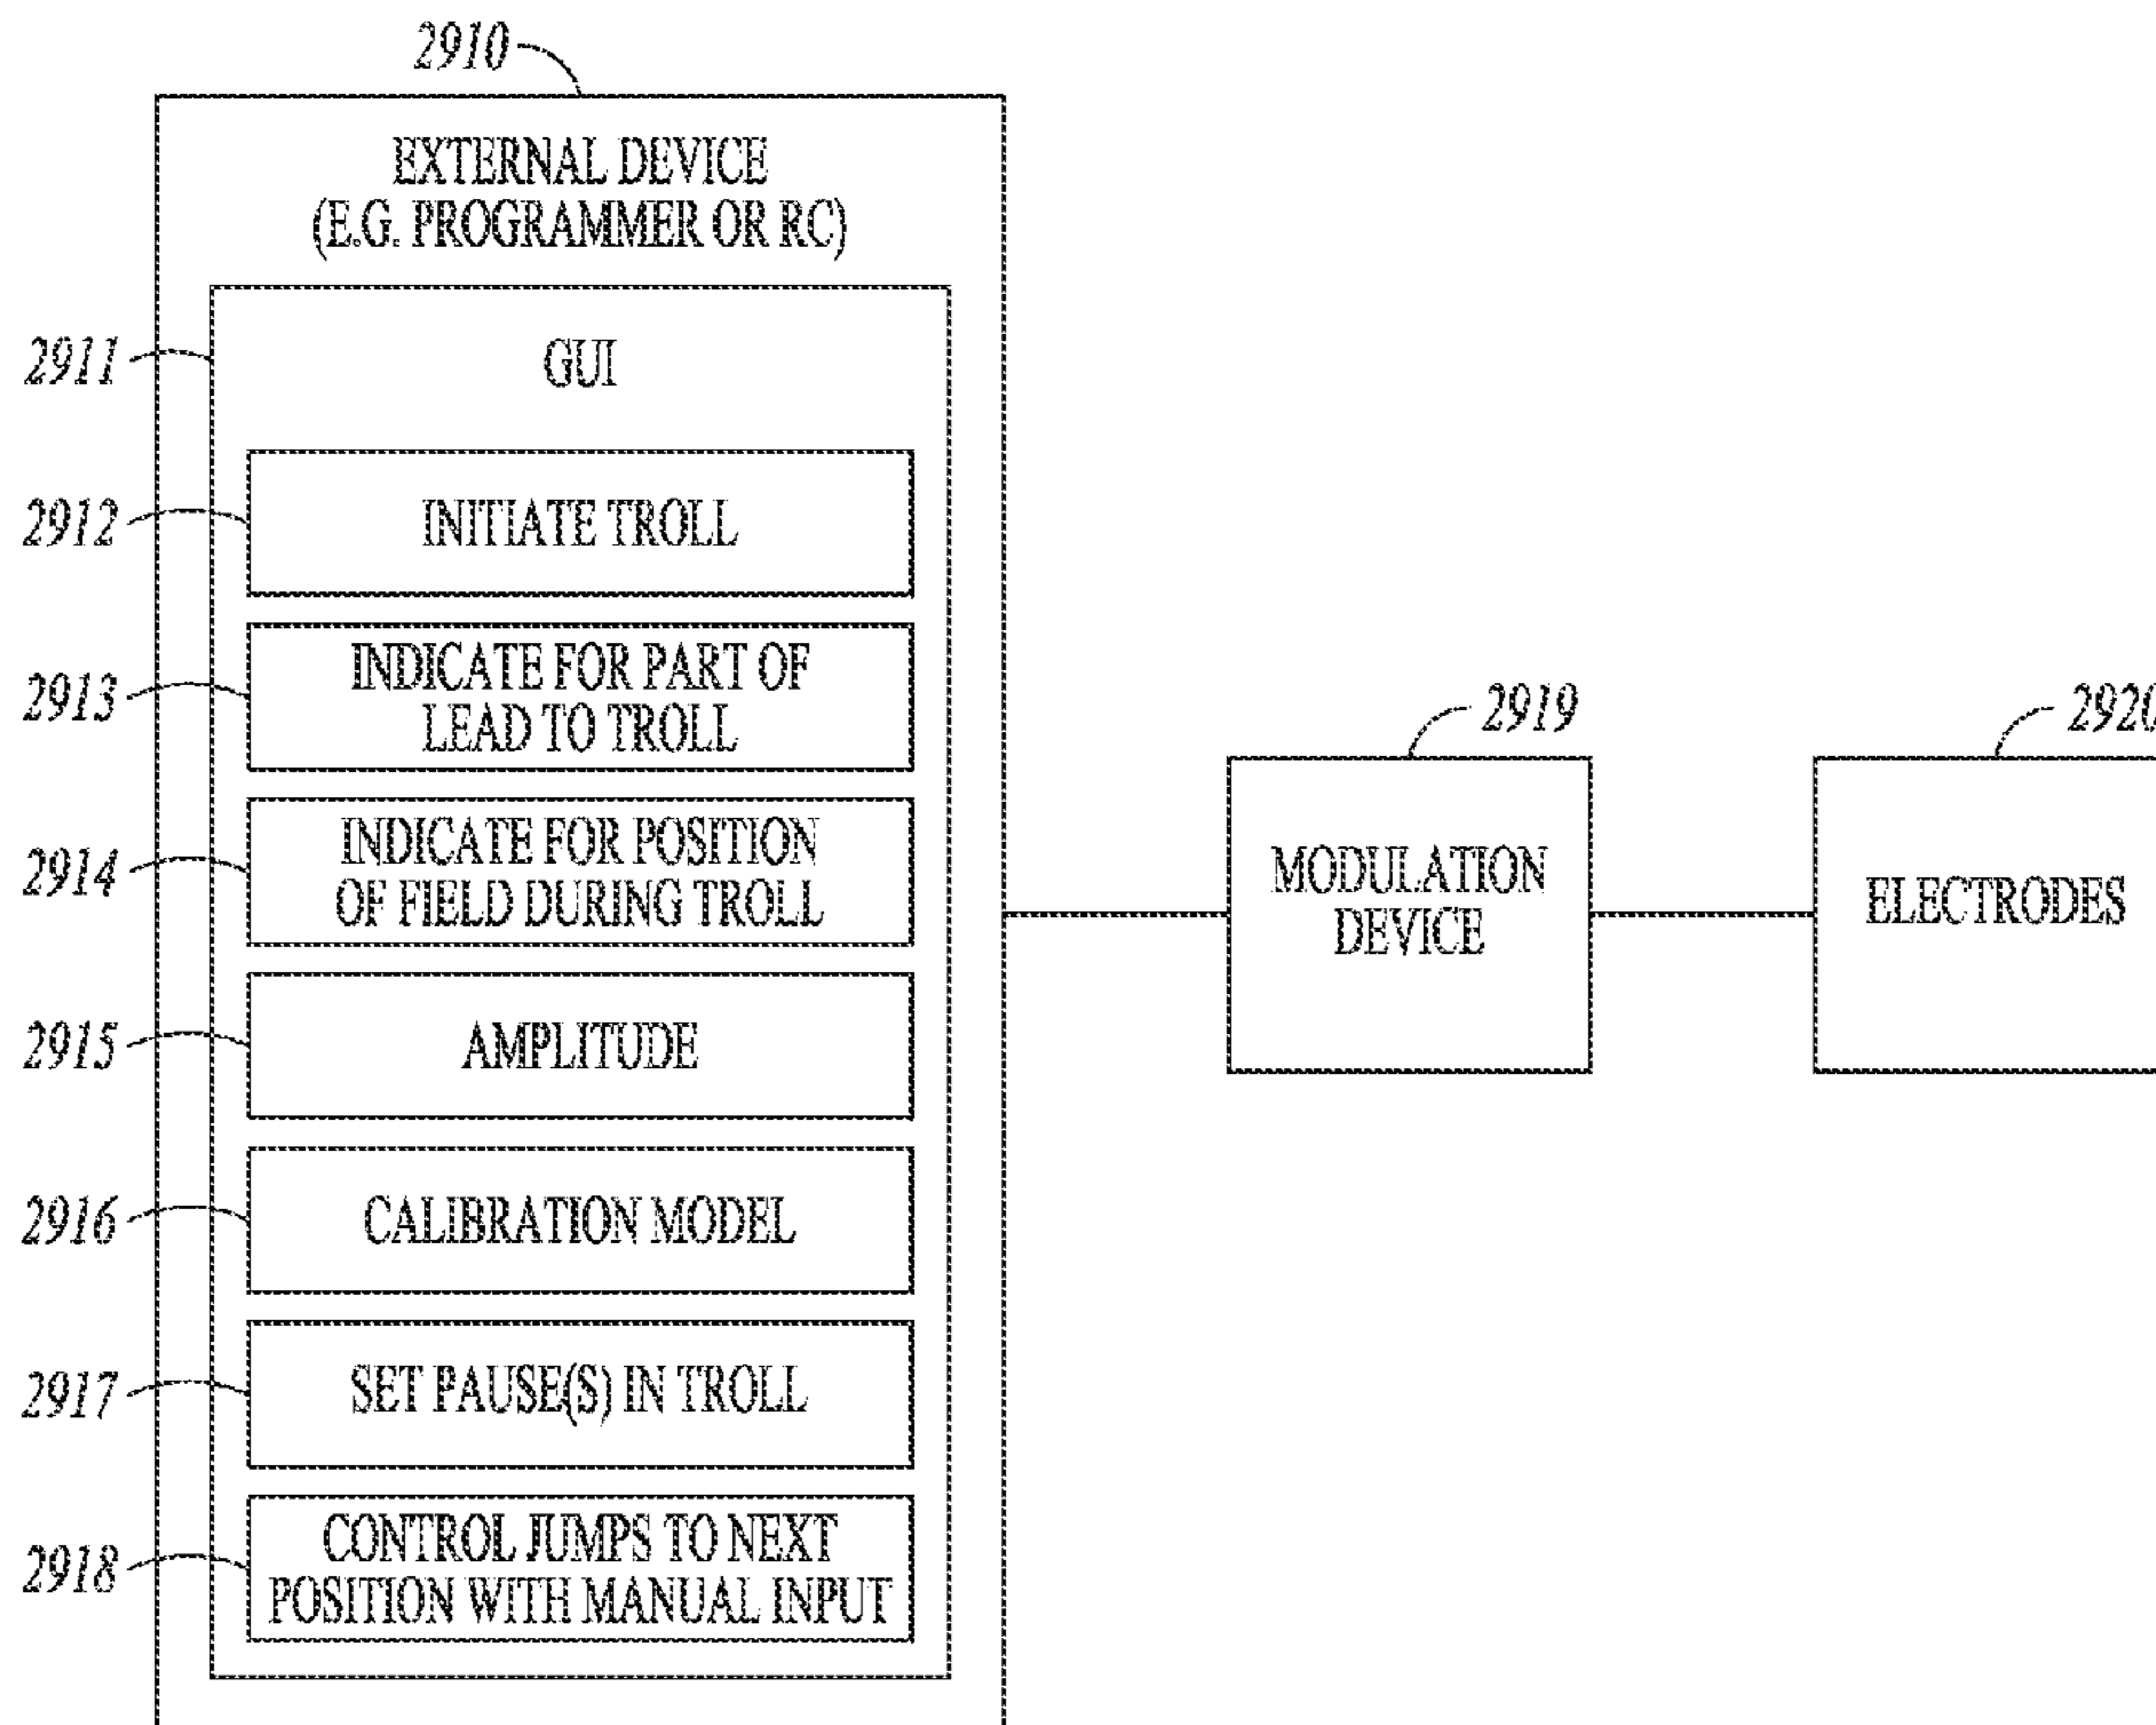 2910
EXTERNAL DEVICE
(E.G. PROGRAMMER OR RC)
2911
GUI
2912
INITIATE TROLL
2913
INDICATE FOR PART OF
LEAD TO TROLL
2914
INDICATE FOR POSITION
OF FIELD DURING TROLL
2915
AMPLITUDE
2916
CALIBRATION MODEL
2917
SET PAUSE(S) IN TROLL
2918
CONTROL JUMPS TO NEXT
POSITION WITH MANUAL INPUT
2919
MODULATION
DEVICE
2920
ELECTRODES